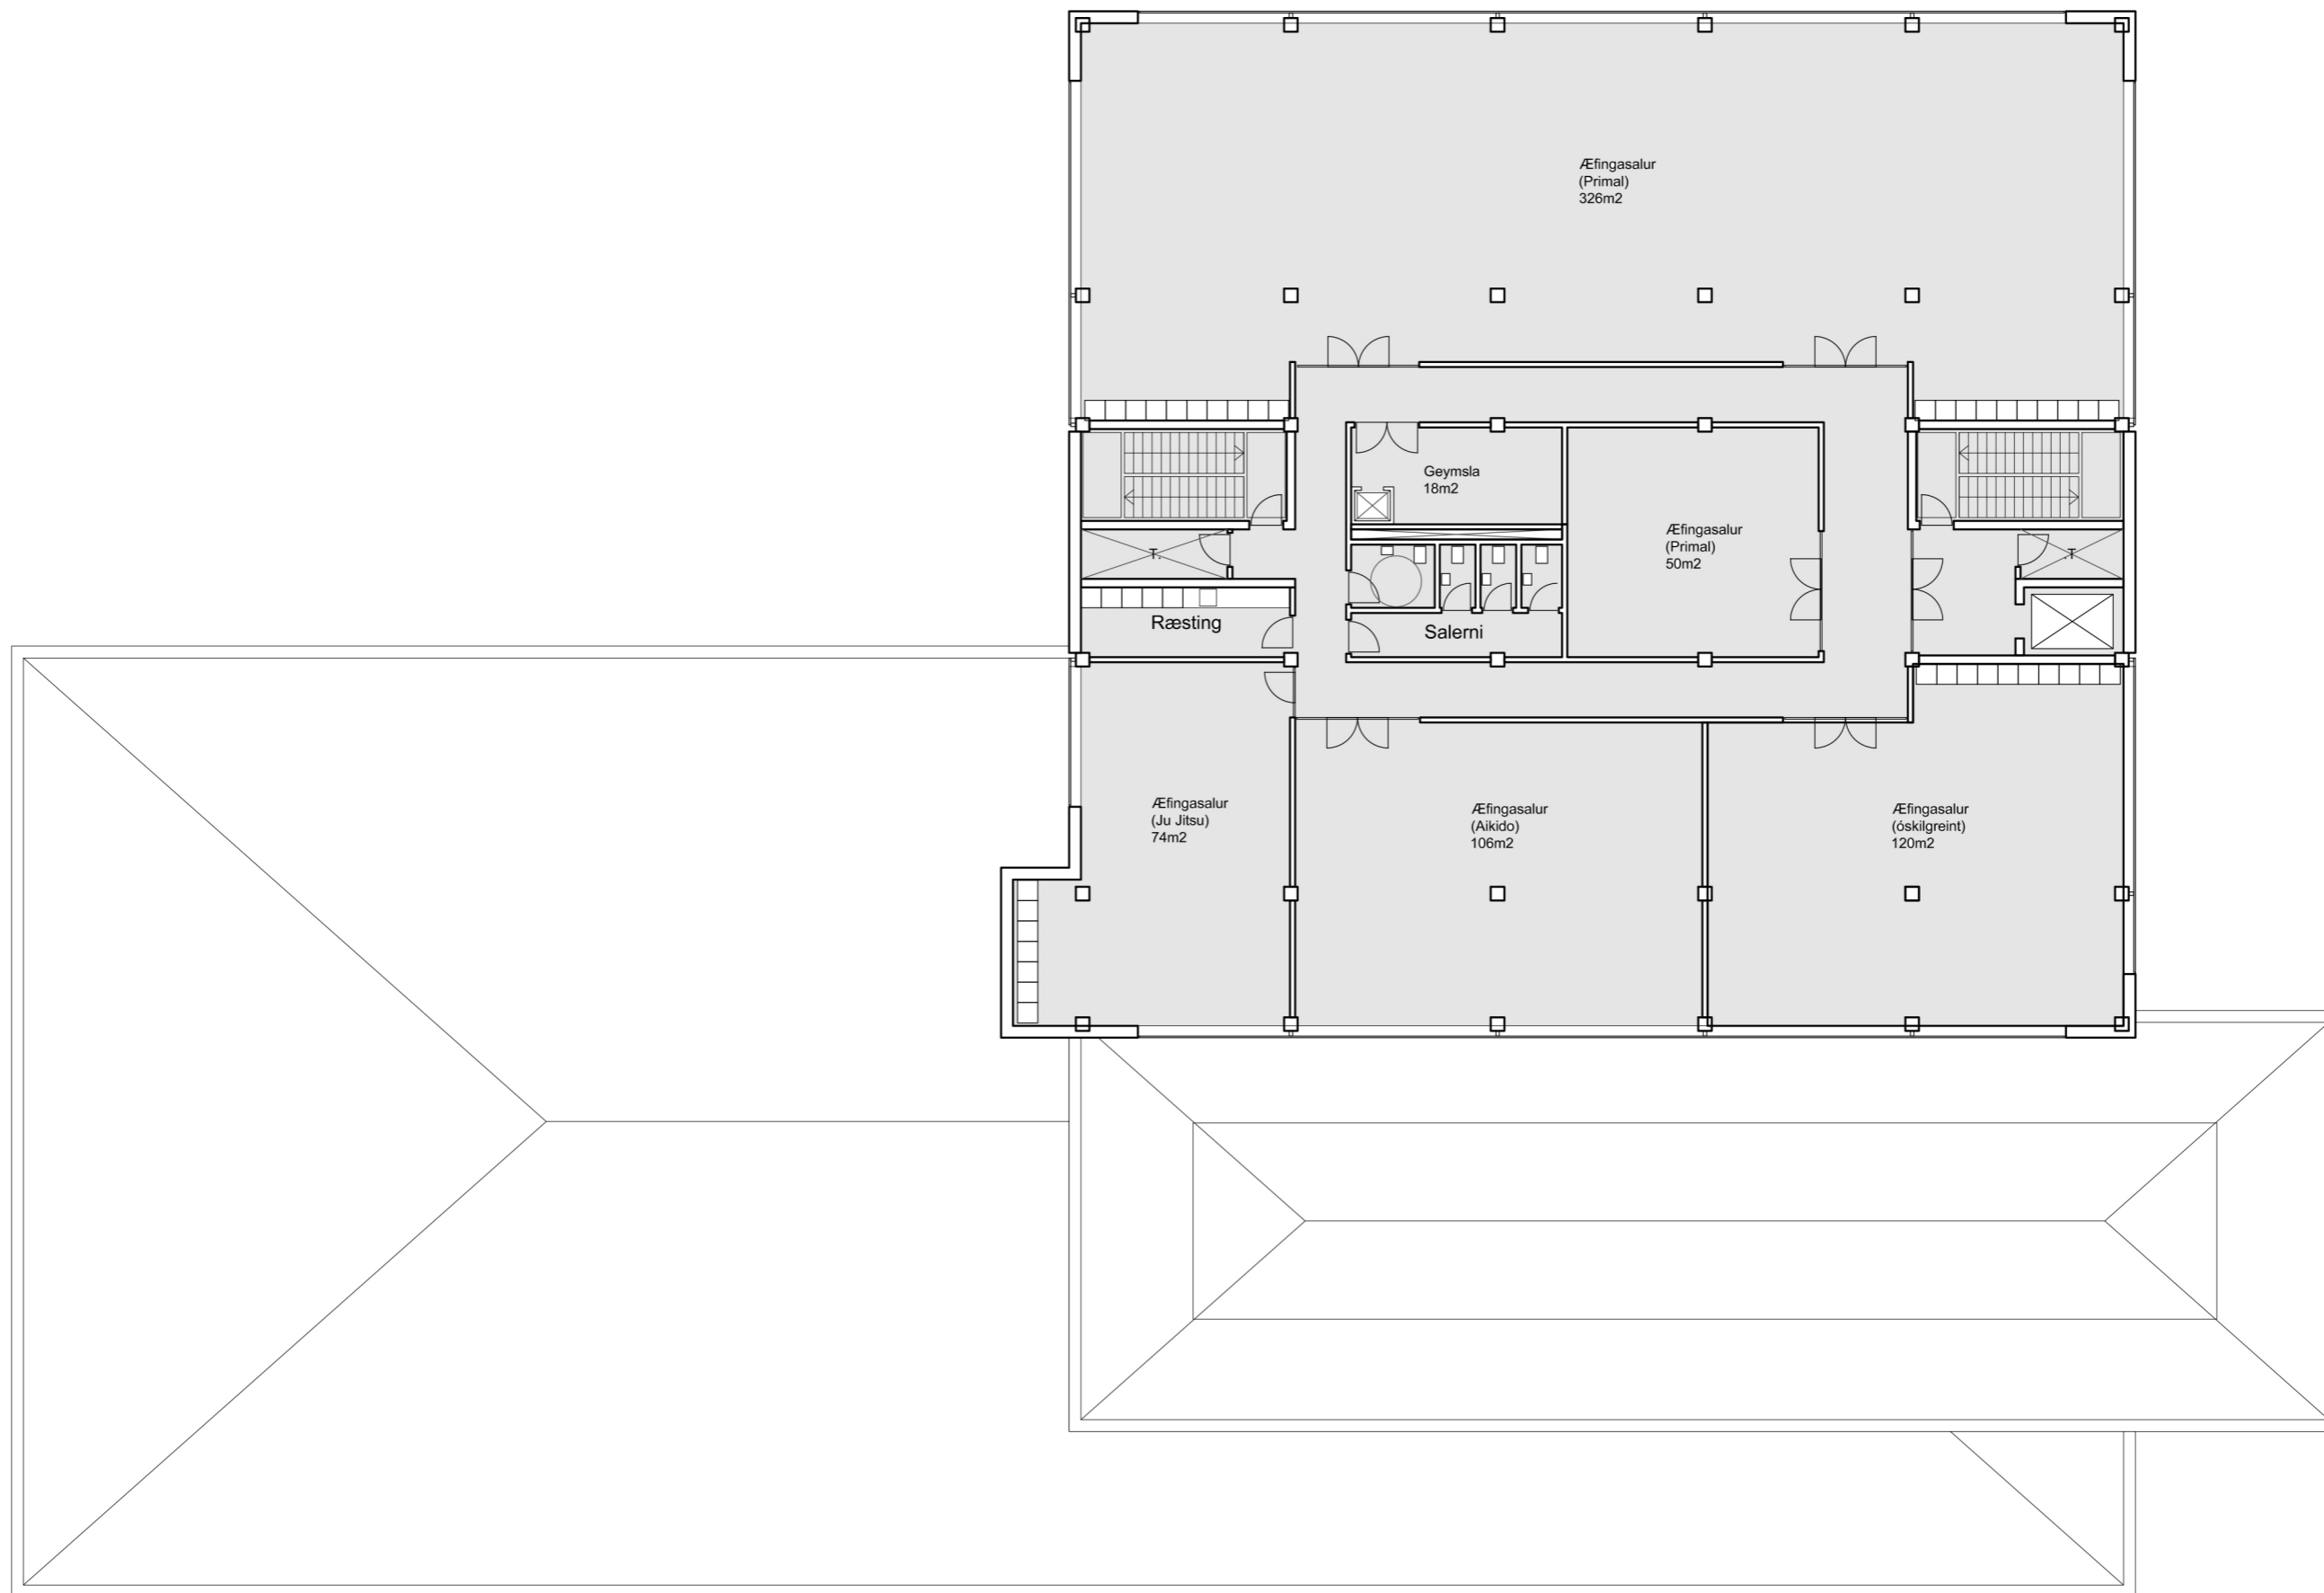 Æfingasalur
(Primal)
326m2
Geymsla
18m2
Æfingasalur
(Primal)
50m2
T.
.T
Ræsting
Salerni
Æfingasalur
(Ju Jitsu)
74m2
Æfingasalur
(Aikido)
106m2
Æfingasalur
(óskilgreint)
120m2